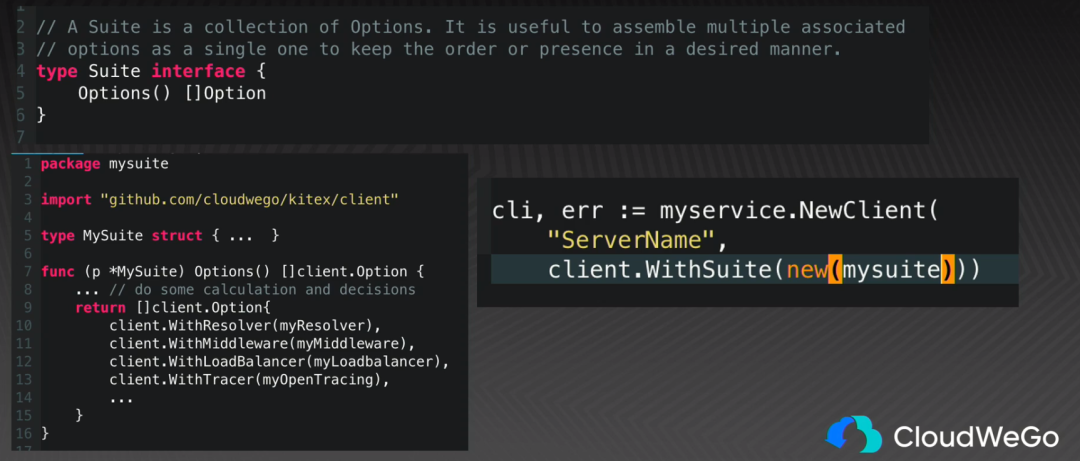 1
2 // A Suite is a collection of Options. It is useful to assemble multiple associated
3 // options as a single one to keep the order or presence in a desired manner.
4 type Suite interface {
5     Options() []Option
6 }
7
1 package mysuite
2
3 import "github.com/cloudwego/kitex/client"
4
5 type MySuite struct { ...  }
6
7 func (p *MySuite) Options() []client.Option {
8     ... // do some calculation and decisions
9     return []client.Option{
10         client.WithResolver(myResolver),
11         client.WithMiddleware(myMiddleware),
12         client.WithLoadBalancer(myLoadbalancer),
13         client.WithTracer(myOpenTracing),
14         ...
15     }
16 }
17
cli, err := myservice.NewClient(
    "ServerName",
    client.WithSuite(new(mysuite)))
CloudWeGo